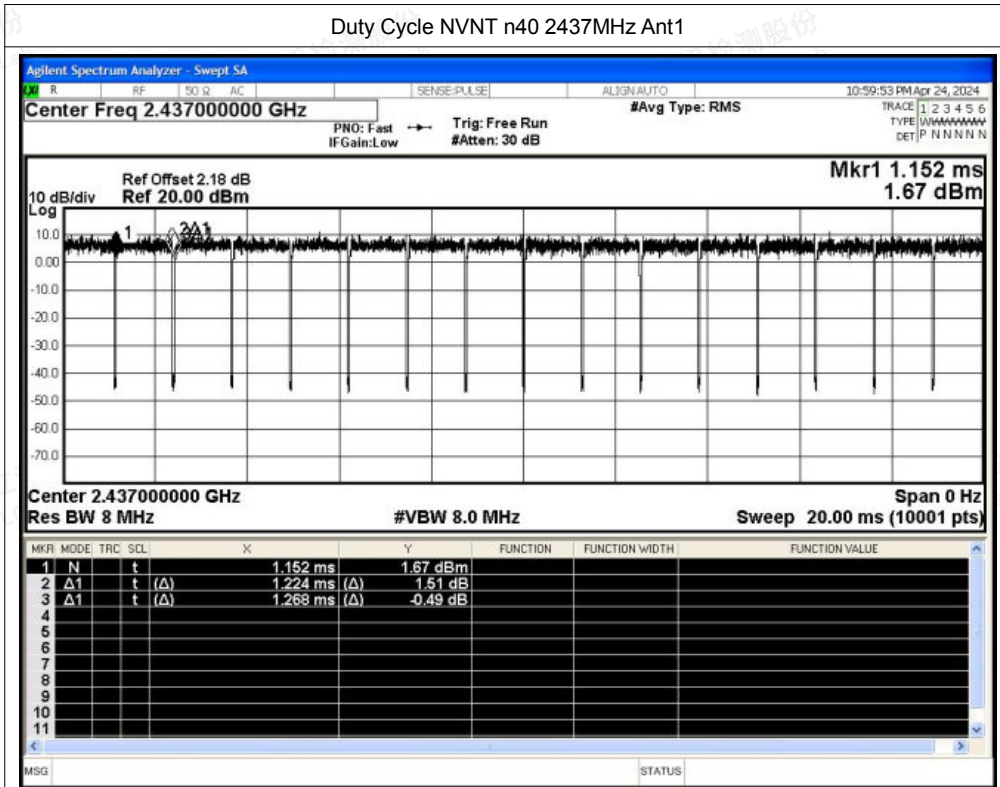 Duty Cycle NVNT n40 2437MHz Ant1
Agilent Spectrum Analyzer - Swept SA
R RF 50 Ω AC SENSE:PULSE ALIGN AUTO 10:59:53 PM Apr 24, 2024
Center Freq 2.437000000 GHz #Avg Type: RMS TRACE 1 2 3 4 5 6
PNO: Fast Trig: Free Run TYPE
IFGain:Low #Atten: 30 dB DET P N N N N N
Mkr1 1.152 ms
Ref Offset 2.18 dB
10 dB/div Ref 20.00 dBm 1.67 dBm
Log
10.0
0.00
-10.0
-20.0
-30.0
-40.0
-50.0
-60.0
-70.0
1 2Δ1
Center 2.437000000 GHz Span 0 Hz
Res BW 8 MHz #VBW 8.0 MHz Sweep 20.00 ms (10001 pts)
MKR MODE TRC SCL X Y FUNCTION FUNCTION WIDTH FUNCTION VALUE
1 N t 1.152 ms 1.67 dBm
2 Δ1 t (Δ) 1.224 ms (Δ) 1.51 dB
3 Δ1 t (Δ) 1.268 ms (Δ) -0.49 dB
4
5
6
7
8
9
10
11
MSG STATUS